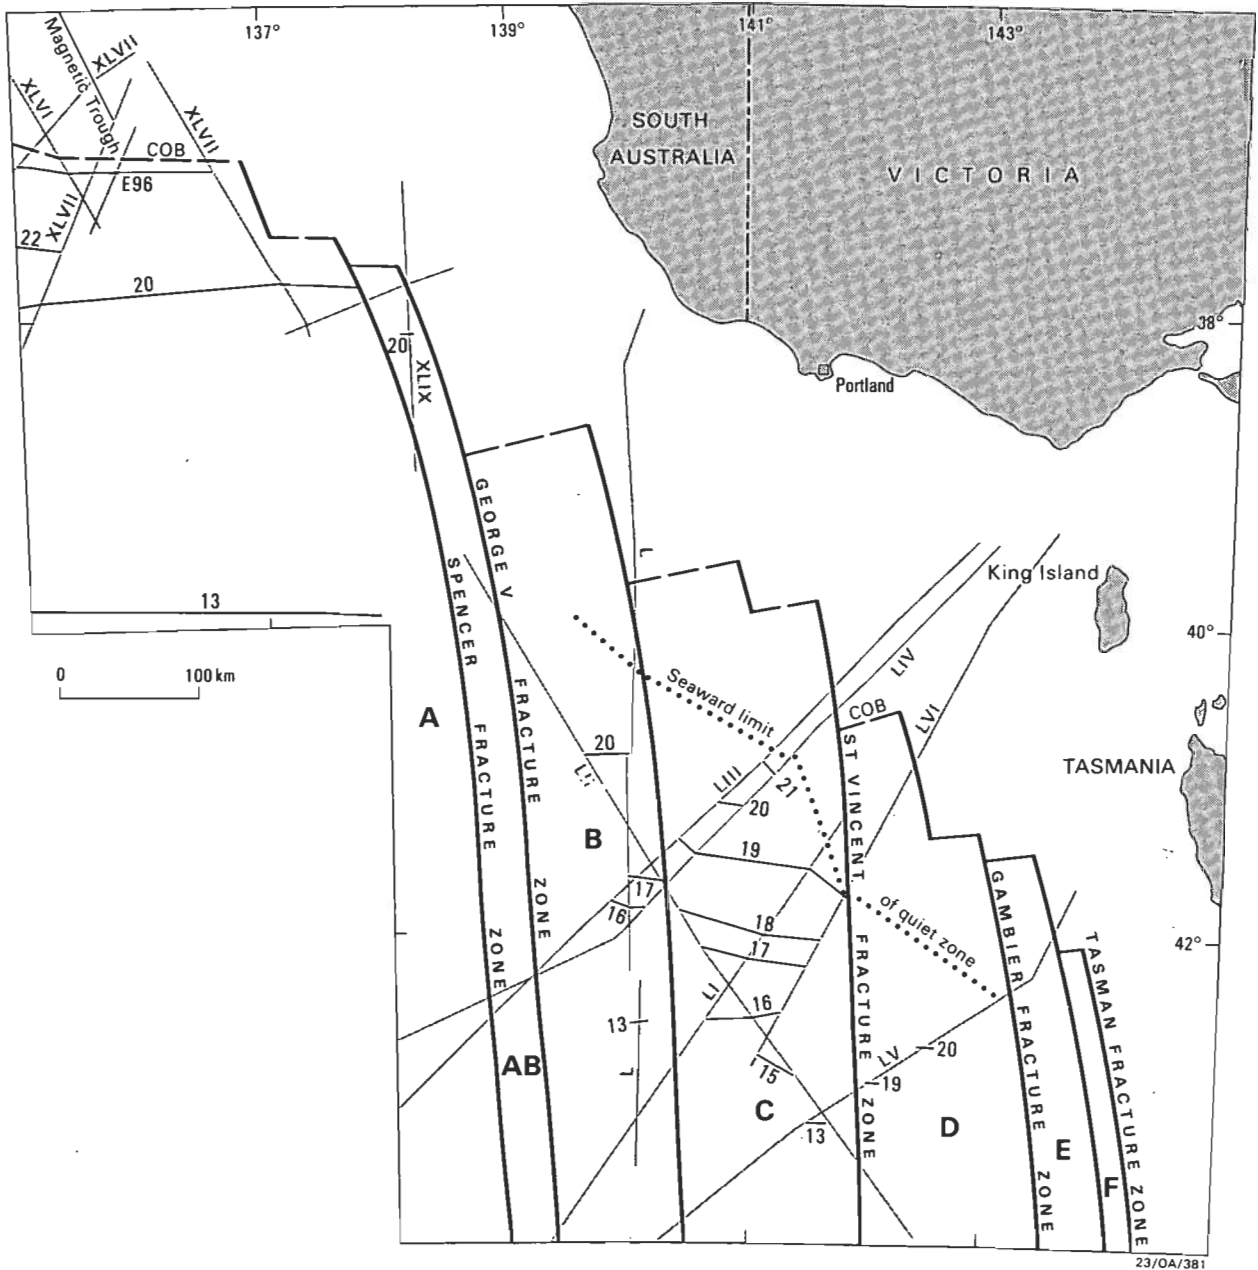 137°
139°
141°
143°
Magnetic Trough
XLVII
XLVI
XLVII
COB
E96
XLVII
22
20
SOUTH
AUSTRALIA
VICTORIA
38°
20
XLIX
Portland
GEORGE V FRACTURE ZONE
SPENCER FRACTURE ZONE
L
King Island
13
40°
0 100 km
Seaward limit
LIV
COB
LVI
A
20
LII
LIII
21
20
TASMANIA
ST VINCENT FRACTURE ZONE
B
19
17
16
of quiet zone
GAMBIER FRACTURE ZONE
18
17
42°
TASMAN FRACTURE ZONE
LI
16
13
L
15
LV
20
19
AB
C
13
D
E
F
23/OA/381